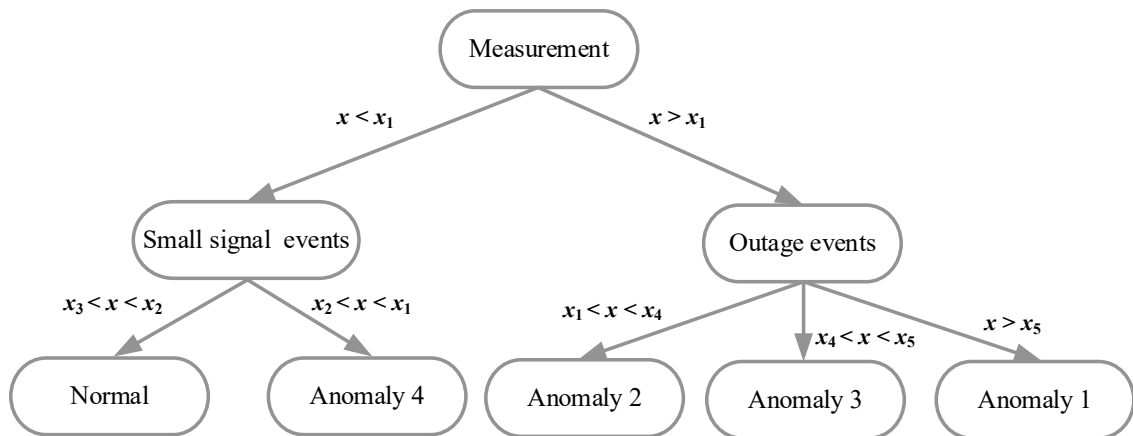 Measurement
x < x₁
x > x₁
Small signal events
Outage events
x₃ < x < x₂
x₂ < x < x₁
x₁ < x < x₄
x₄ < x < x₅
x > x₅
Normal
Anomaly 4
Anomaly 2
Anomaly 3
Anomaly 1